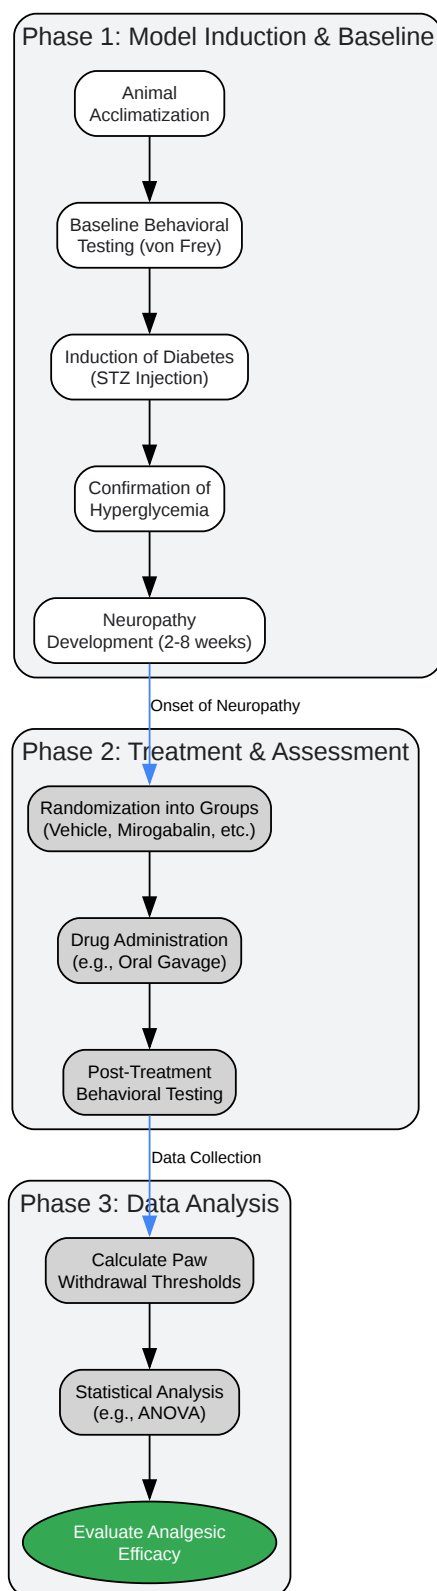 Phase 1: Model Induction & Baseline
Animal
Acclimatization
Baseline Behavioral
Testing (von Frey)
Induction of Diabetes
(STZ Injection)
Confirmation of
Hyperglycemia
Neuropathy
Development (2-8 weeks)
Onset of Neuropathy
Phase 2: Treatment & Assessment
Randomization into Groups
(Vehicle, Mirogabalin, etc.)
Drug Administration
(e.g., Oral Gavage)
Post-Treatment
Behavioral Testing
Data Collection
Phase 3: Data Analysis
Calculate Paw
Withdrawal Thresholds
Statistical Analysis
(e.g., ANOVA)
Evaluate Analgesic
Efficacy